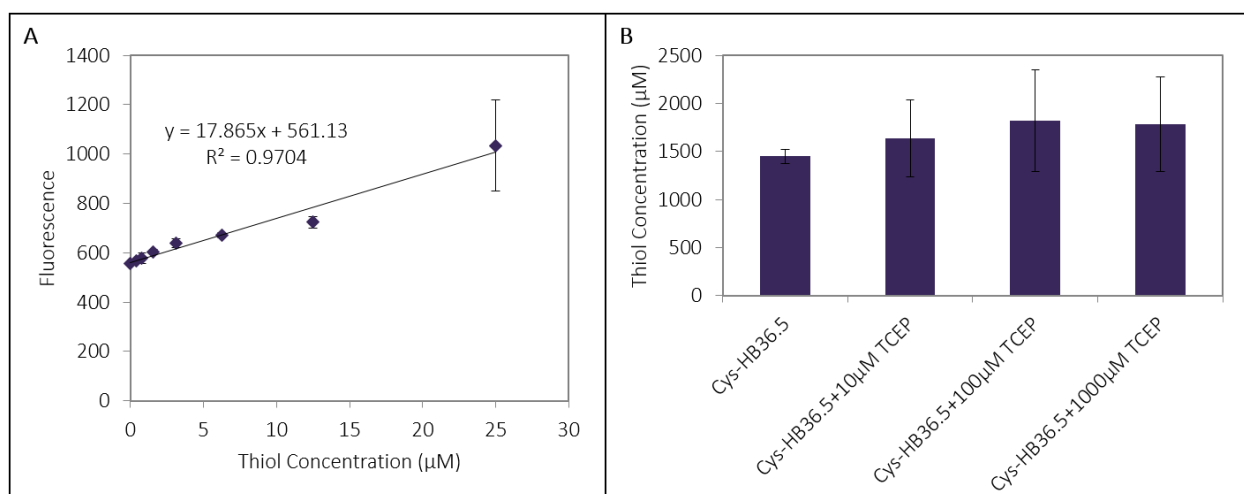 A
1400
1200
1000
800
600
400
200
0
Fluorescence
y = 17.865x + 561.13
R² = 0.9704
0 5 10 15 20 25 30
Thiol Concentration (µM)
B
2500
2000
1500
1000
500
0
Thiol Concentration (µM)
Cys-HB36.5
Cys-HB36.5+10µM TCEP
Cys-HB36.5+100µM TCEP
Cys-HB36.5+1000µM TCEP